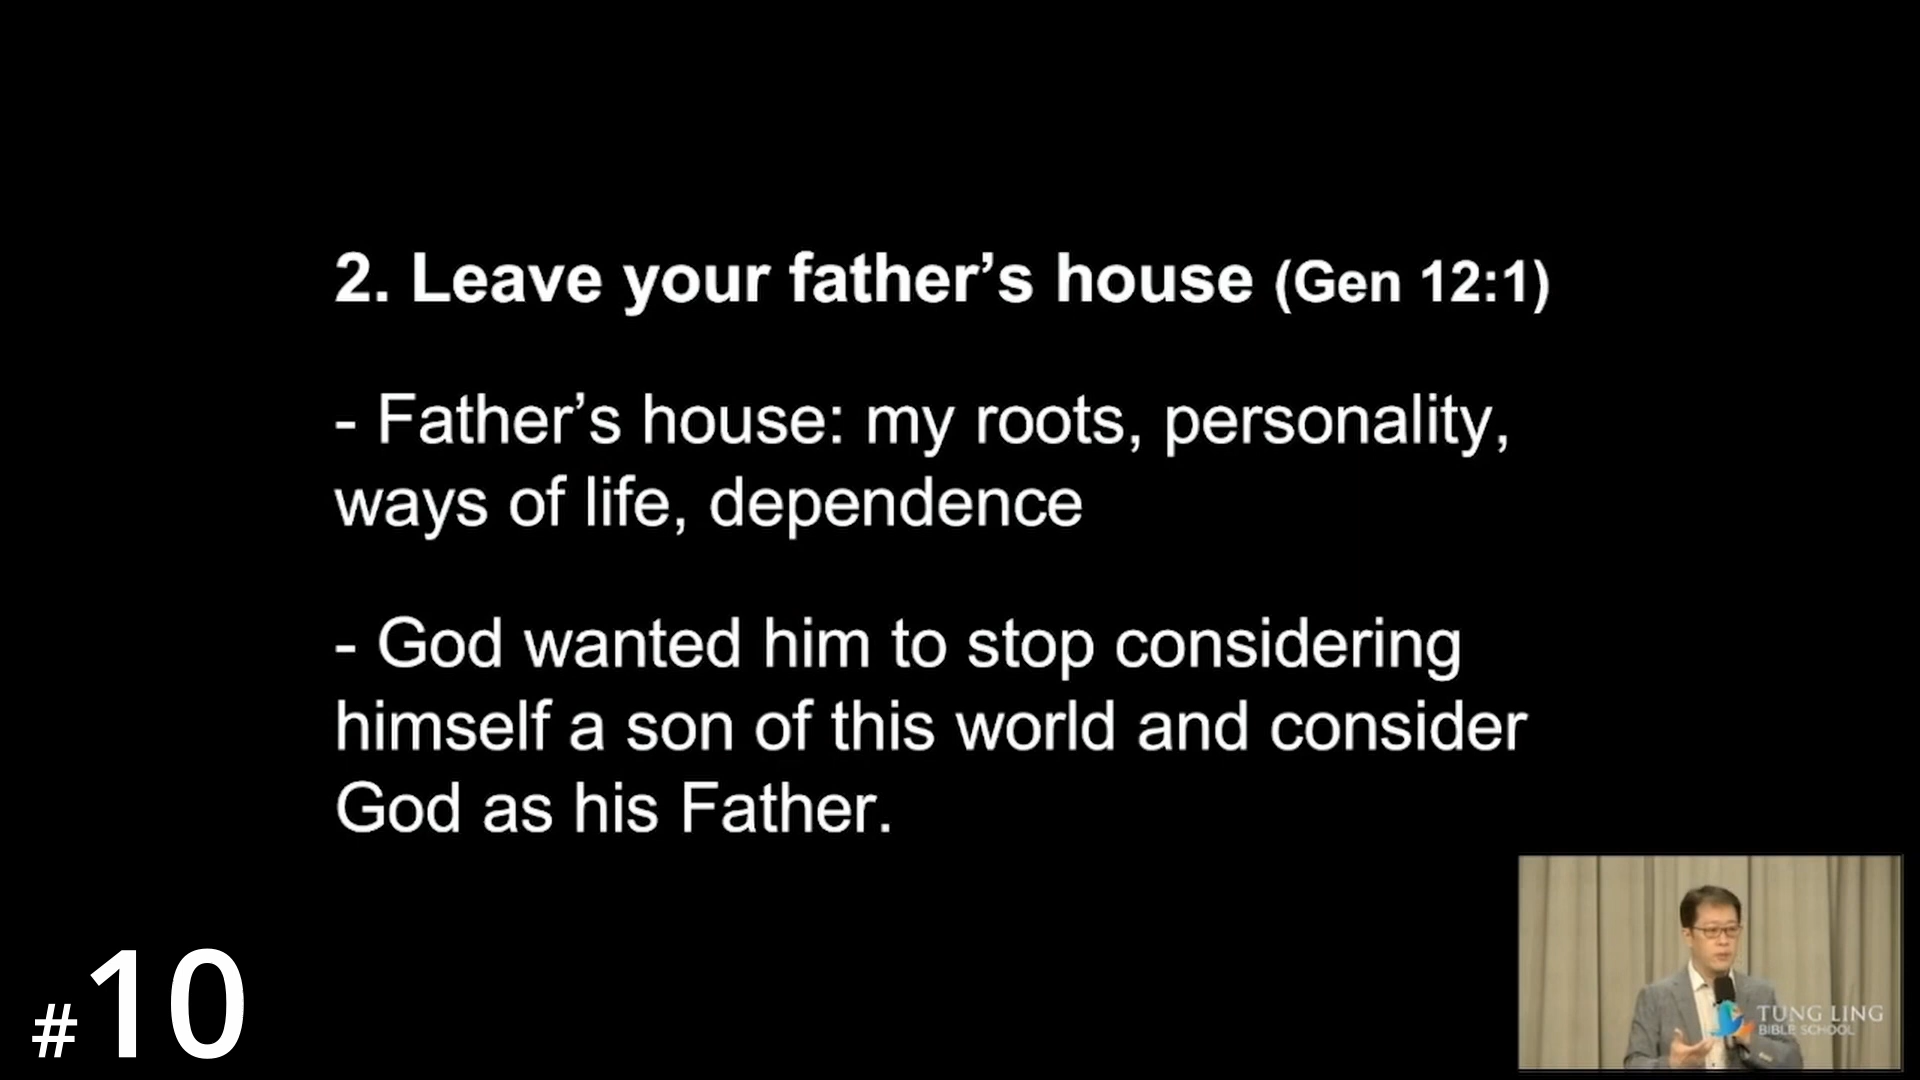 2. Leave your father’s house (Gen 12:1)
- Father’s house: my roots, personality,
ways of life, dependence
- God wanted him to stop considering
himself a son of this world and consider
God as his Father.
#10
TUNG LING
BIBLE SCHOOL